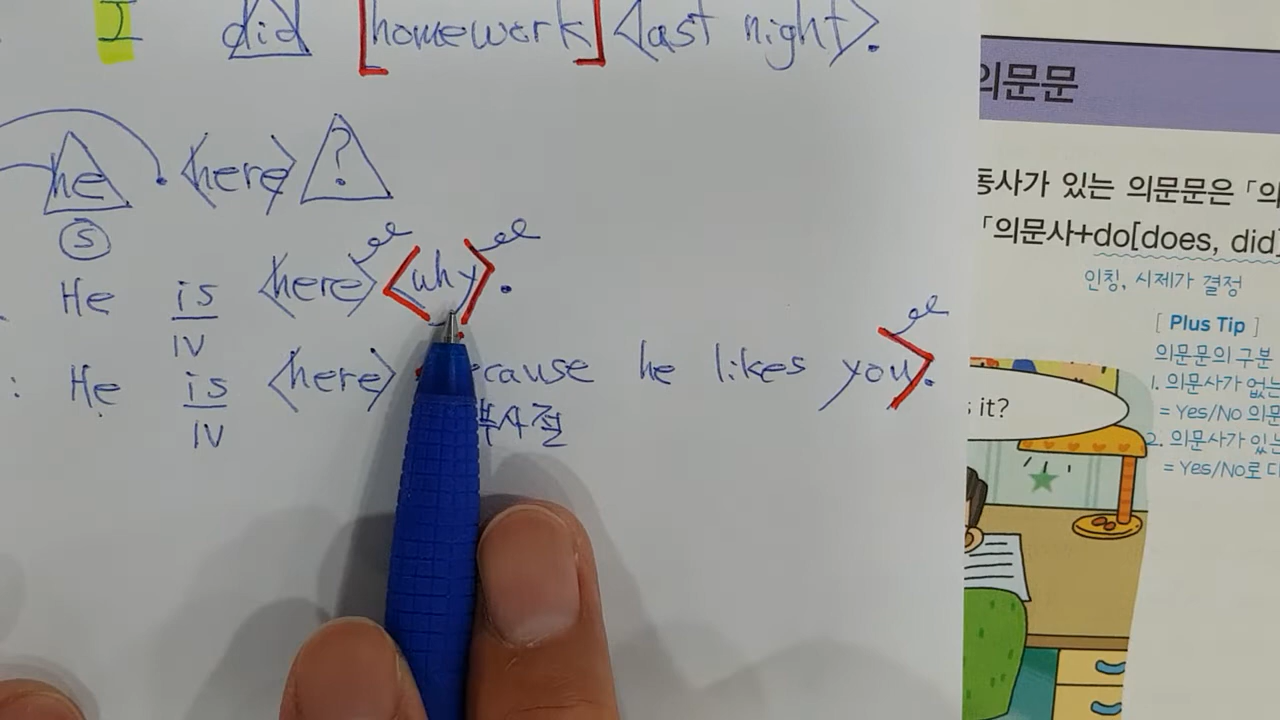 I did [homework] <last night>.
he <here> ?
S
He is <here> <why>.
IV
: He is <here> he likes you>.
IV
부사절
의문문
동사가 있는 의문문은 「의
「의문사+do[does, did]
인칭, 시제가 결정
[ Plus Tip ]
의문문의 구분
1. 의문사가 없는
= Yes/No 의문
2. 의문사가 있는
= Yes/No로 다
it?